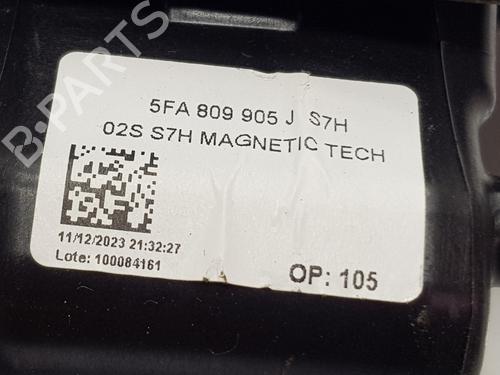 5FA 809 905 J S7H
02S S7H MAGNETIC TECH
11/12/2023 21:32:27
Lote: 100084161
OP: 105
B-PARTS